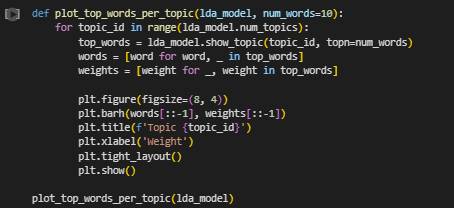 def plot_top_words_per_topic(lda_model, num_words=10):
    for topic_id in range(lda_model.num_topics):
        top_words = lda_model.show_topic(topic_id, topn=num_words)
        words = [word for word, _ in top_words]
        weights = [weight for _, weight in top_words]

        plt.figure(figsize=(8, 4))
        plt.barh(words[::-1], weights[::-1])
        plt.title(f'Topic {topic_id}')
        plt.xlabel('Weight')
        plt.tight_layout()
        plt.show()

plot_top_words_per_topic(lda_model)